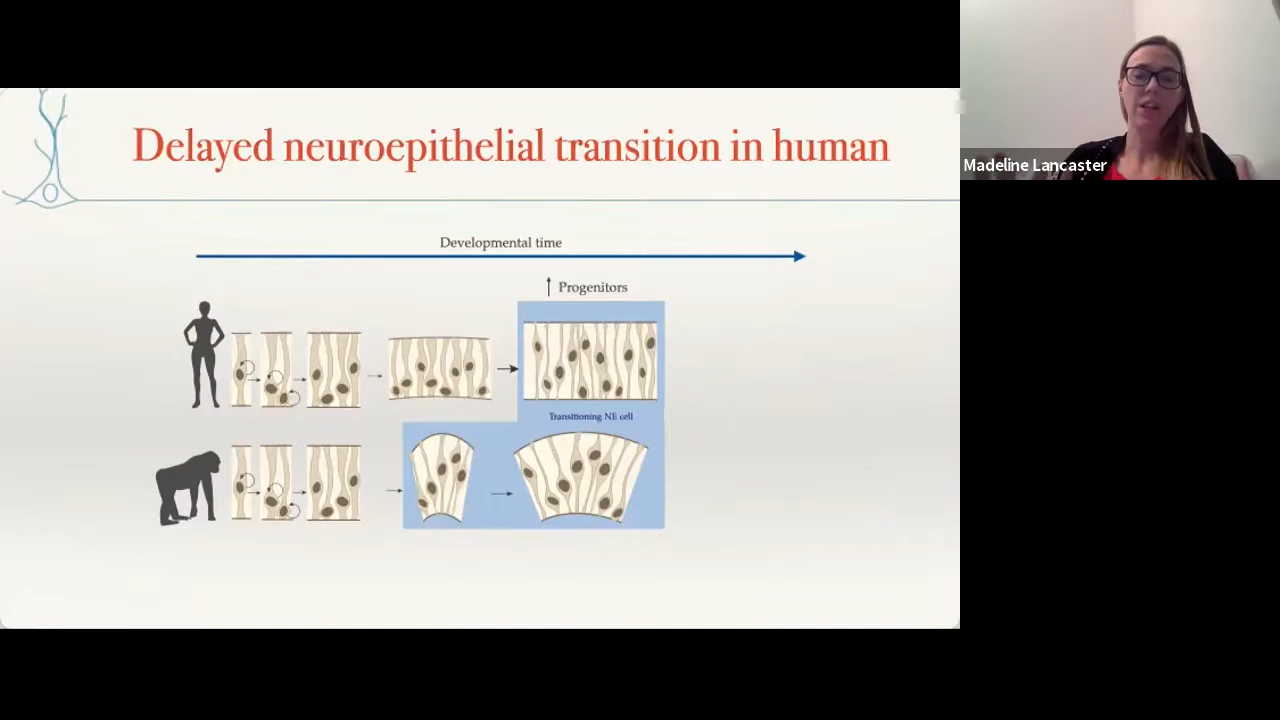 Delayed neuroepithelial transition in human
Madeline Lancaster
Developmental time
↑ Progenitors
Transitioning NE cell